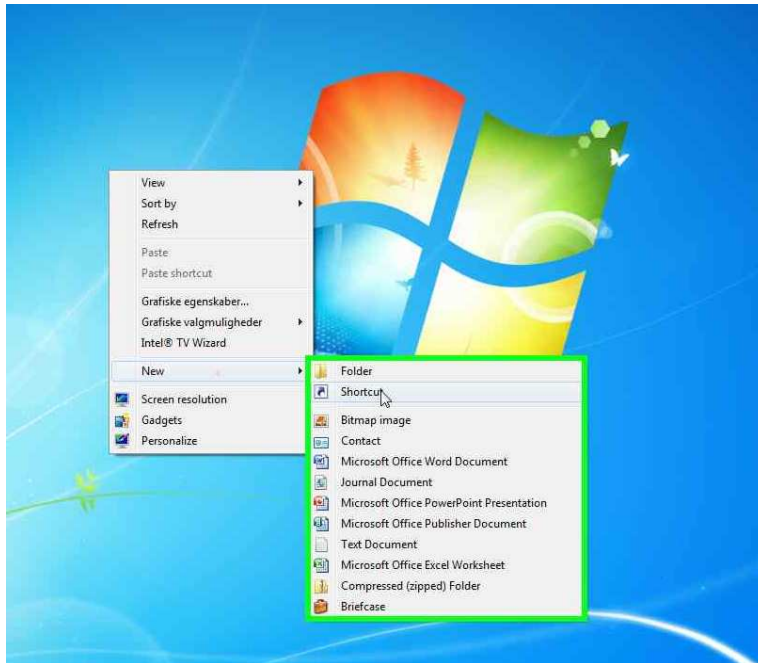 View
Sort by
Refresh
Paste
Paste shortcut
Grafiske egenskaber...
Grafiske valgmuligheder
Intel® TV Wizard
New
Screen resolution
Gadgets
Personalize
Folder
Shortcut
Bitmap image
Contact
Microsoft Office Word Document
Journal Document
Microsoft Office PowerPoint Presentation
Microsoft Office Publisher Document
Text Document
Microsoft Office Excel Worksheet
Compressed (zipped) Folder
Briefcase